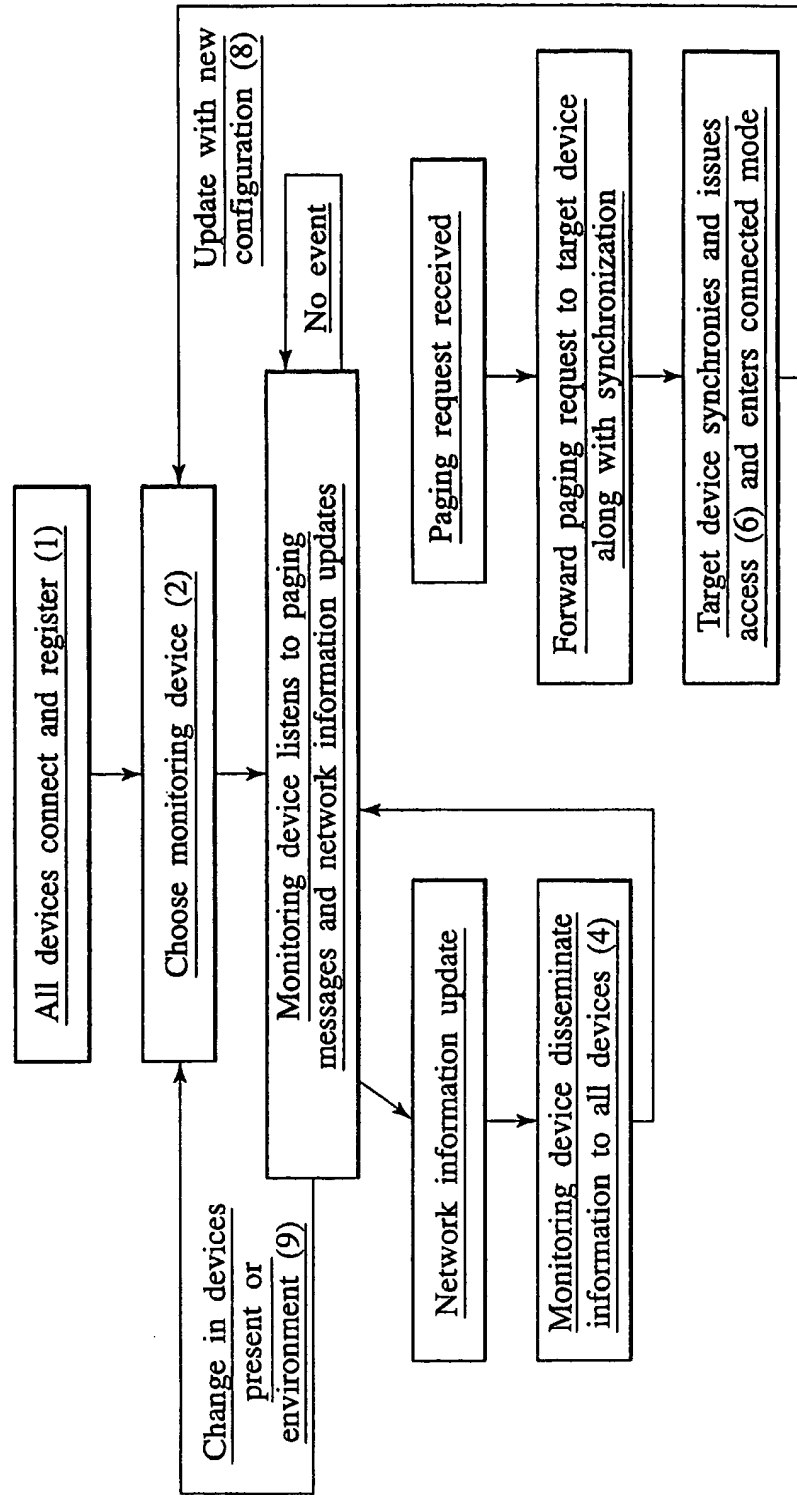 All devices connect and register (1)
Choose monitoring device (2)
Update with new
configuration (8)
Change in devices
present or
environment (9)
Monitoring device listens to paging
messages and network information updates
No event
Network information update
Monitoring device disseminate
information to all devices (4)
Paging request received
Forward paging request to target device
along with synchronization
Target device synchronies and issues
access (6) and enters connected mode